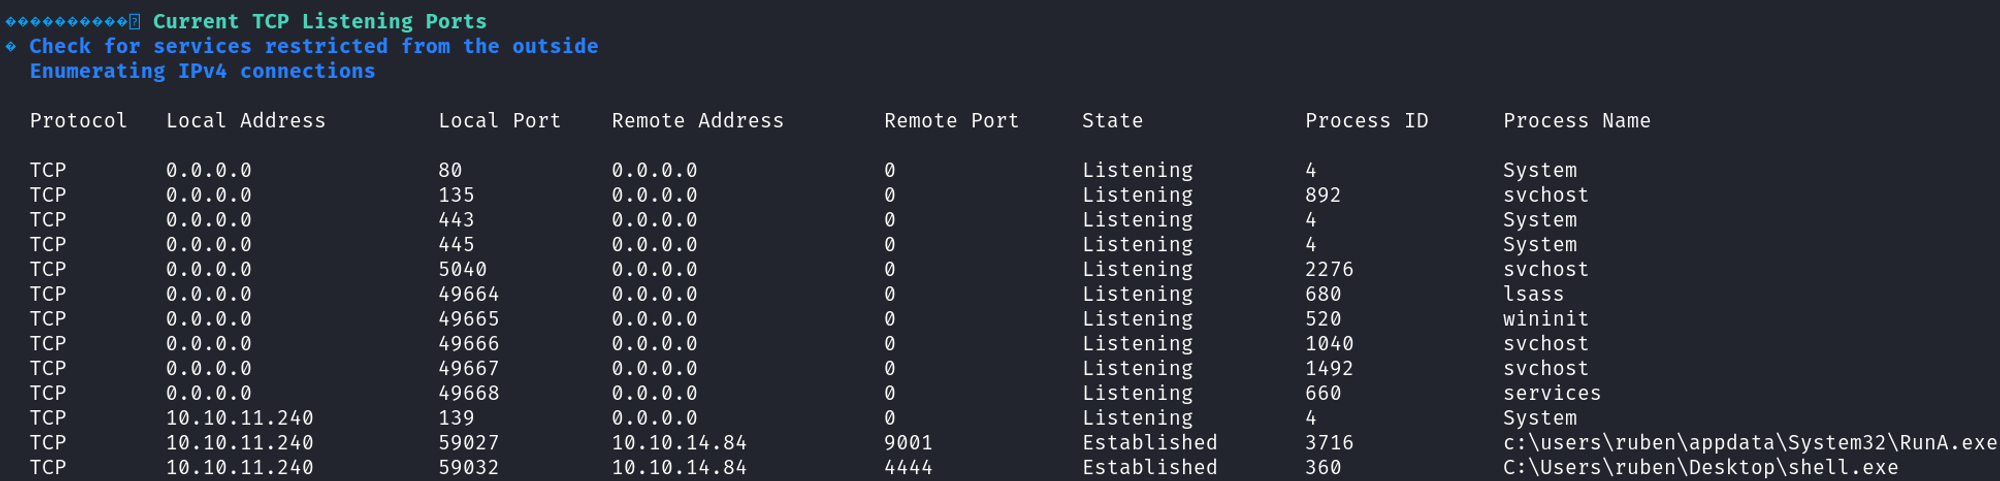 Current TCP Listening Ports
Check for services restricted from the outside
Enumerating IPv4 connections
Protocol Local Address Local Port Remote Address Remote Port State Process ID Process Name
TCP 0.0.0.0 80 0.0.0.0 0 Listening 4 System
TCP 0.0.0.0 135 0.0.0.0 0 Listening 892 svchost
TCP 0.0.0.0 443 0.0.0.0 0 Listening 4 System
TCP 0.0.0.0 445 0.0.0.0 0 Listening 4 System
TCP 0.0.0.0 5040 0.0.0.0 0 Listening 2276 svchost
TCP 0.0.0.0 49664 0.0.0.0 0 Listening 680 lsass
TCP 0.0.0.0 49665 0.0.0.0 0 Listening 520 wininit
TCP 0.0.0.0 49666 0.0.0.0 0 Listening 1040 svchost
TCP 0.0.0.0 49667 0.0.0.0 0 Listening 1492 svchost
TCP 0.0.0.0 49668 0.0.0.0 0 Listening 660 services
TCP 10.10.11.240 139 0.0.0.0 0 Listening 4 System
TCP 10.10.11.240 59027 10.10.14.84 9001 Established 3716 c:\users\ruben\appdata\System32\RunA.exe
TCP 10.10.11.240 59032 10.10.14.84 4444 Established 360 C:\Users\ruben\Desktop\shell.exe